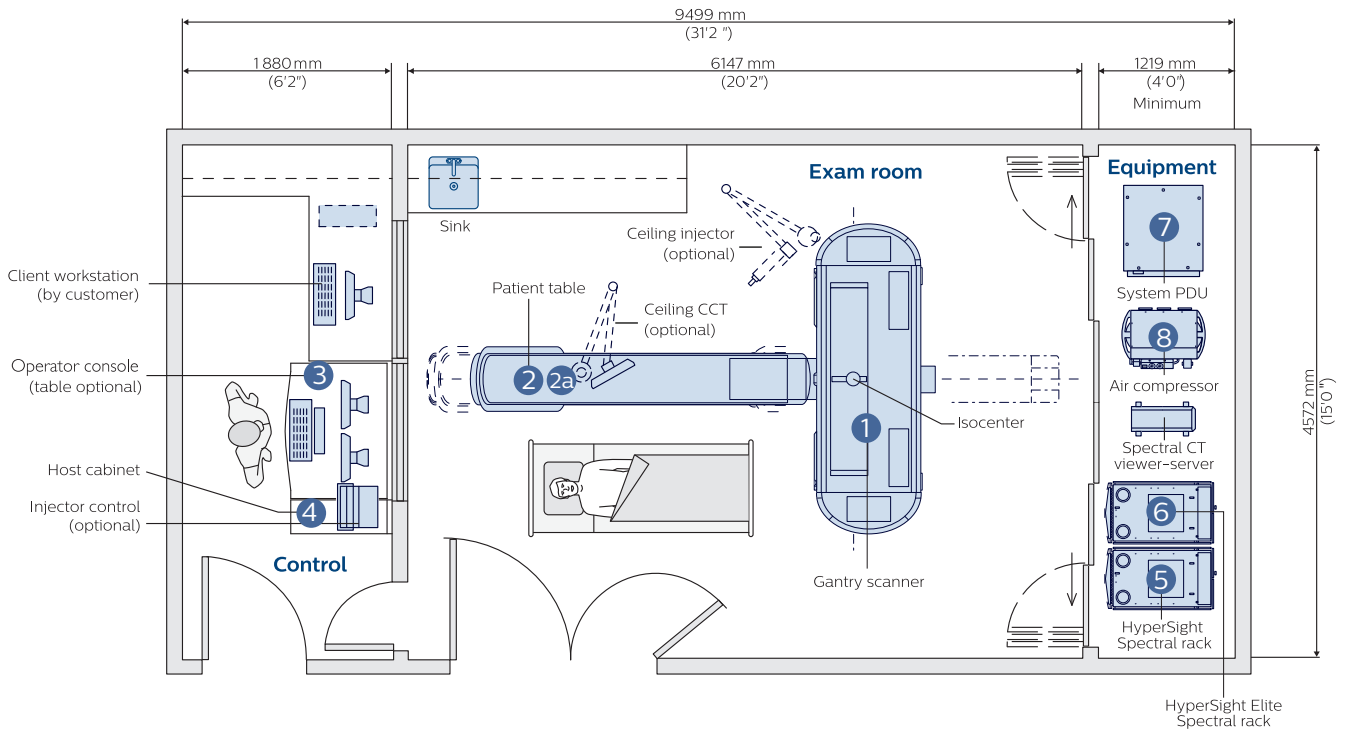 9499 mm
(31'2 ")
1 880 mm
(6'2")
6147 mm
(20'2")
1219 mm
(4'0")
Minimum
Exam room
Equipment
Sink
Ceiling injector
(optional)
7
System PDU
Client workstation
(by customer)
Patient table
Ceiling CCT
(optional)
8
Air compressor
Operator console
(table optional)
3
2
2a
1
Isocenter
4572 mm
(15'0 ")
Spectral CT
viewer-server
Host cabinet
Injector control
(optional)
4
6
Control
Gantry scanner
5
HyperSight
Spectral rack
HyperSight Elite
Spectral rack